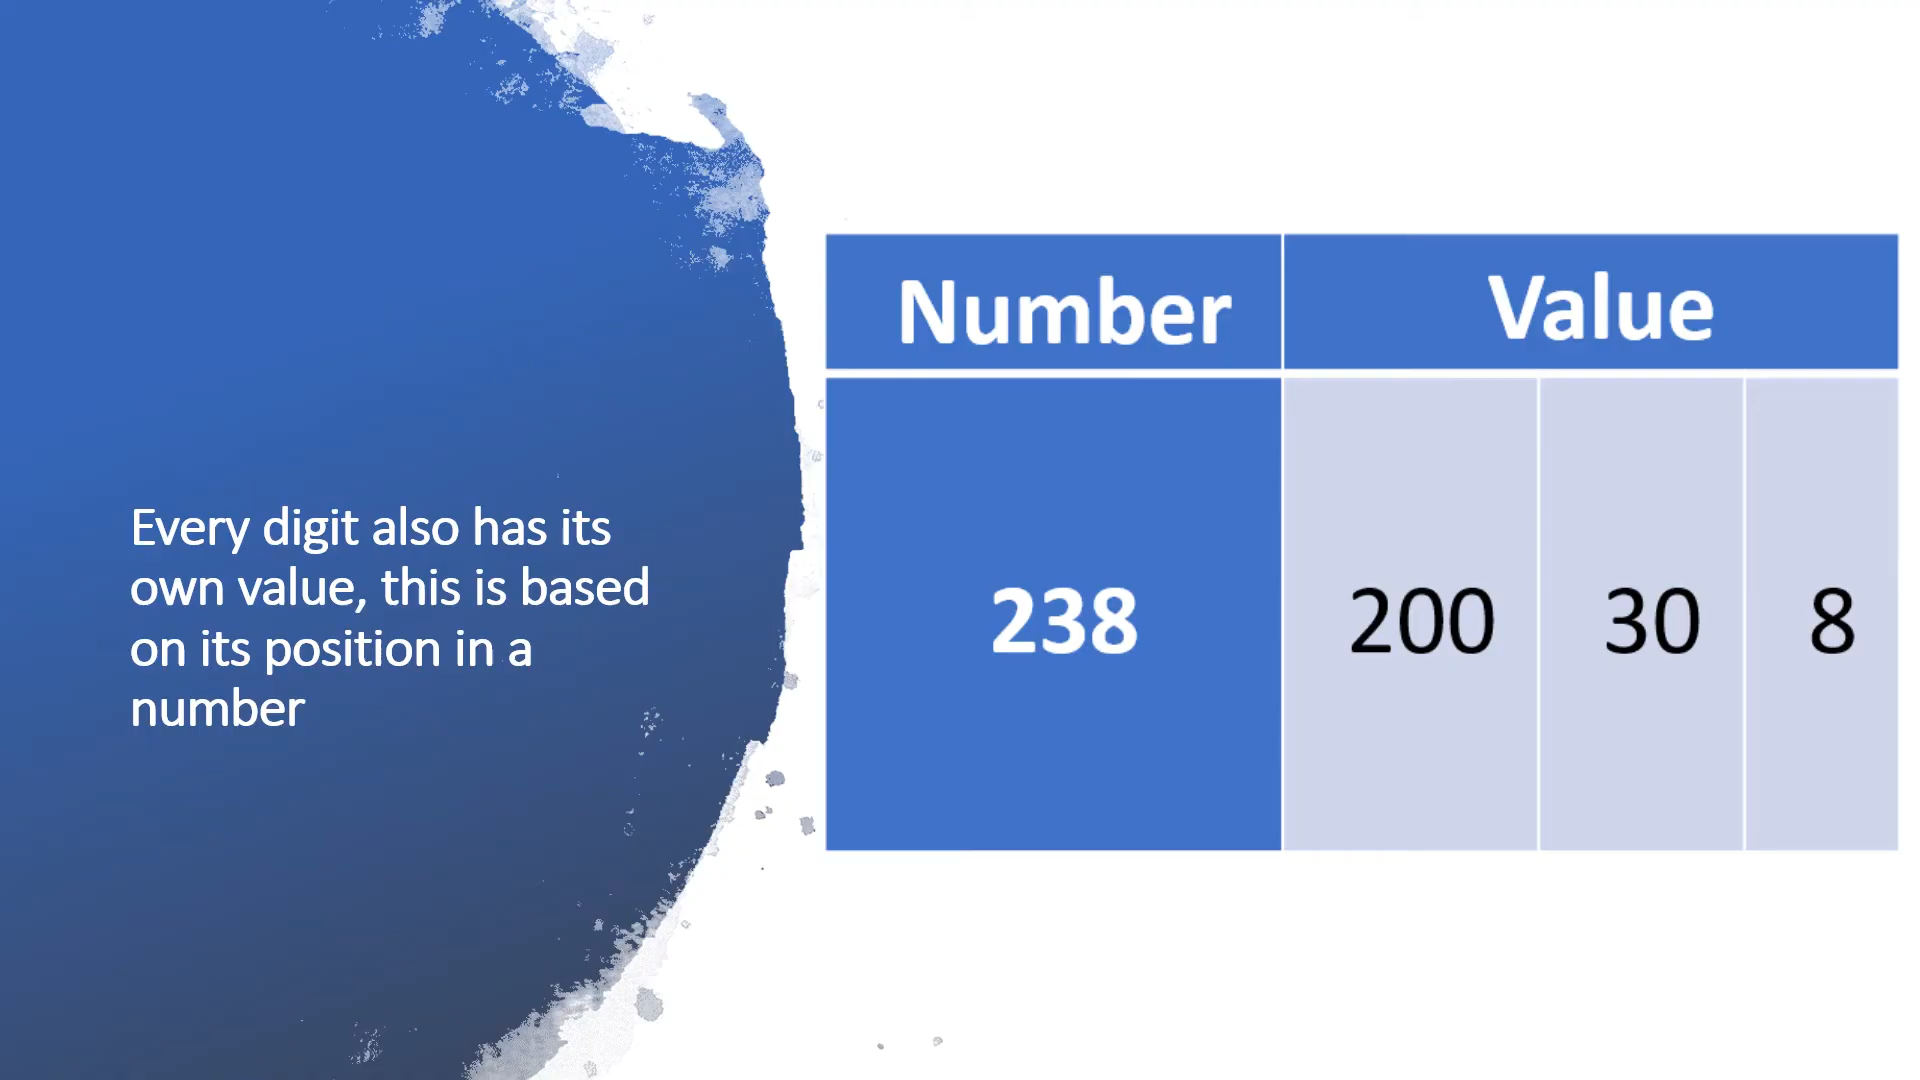 Every digit also has its
own value, this is based
on its position in a
number
Number Value
238 200 30 8